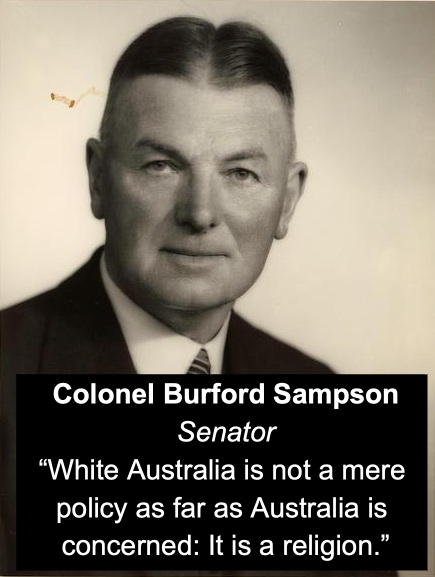 Colonel Burford Sampson
Senator
“White Australia is not a mere
policy as far as Australia is
concerned: It is a religion.”